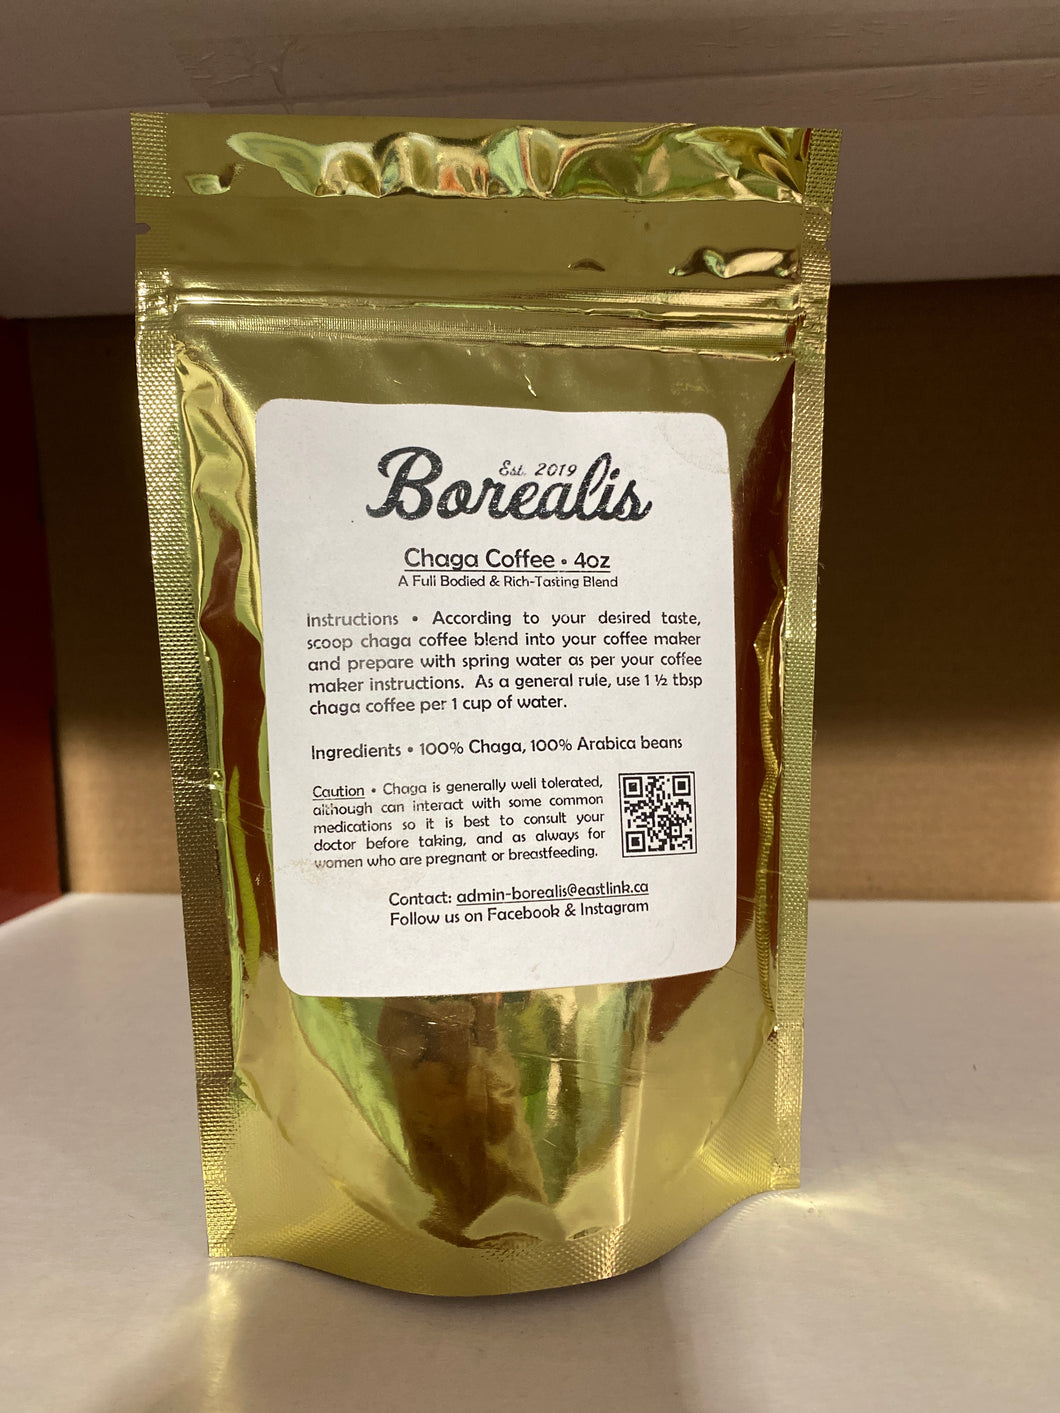 Borealis
Est. 2019
Chaga Coffee • 4oz
A Full Bodied & Rich-Tasting Blend
Instructions • According to your desired taste,
scoop chaga coffee blend into your coffee maker
and prepare with spring water as per your coffee
maker instructions. As a general rule, use 1 ½ tbsp
chaga coffee per 1 cup of water.
Ingredients • 100% Chaga, 100% Arabica beans
Caution • Chaga is generally well tolerated,
although can interact with some common
medications so it is best to consult your
doctor before taking, and as always for
women who are pregnant or breastfeeding.
Contact: admin-borealis@eastlink.ca
Follow us on Facebook & Instagram